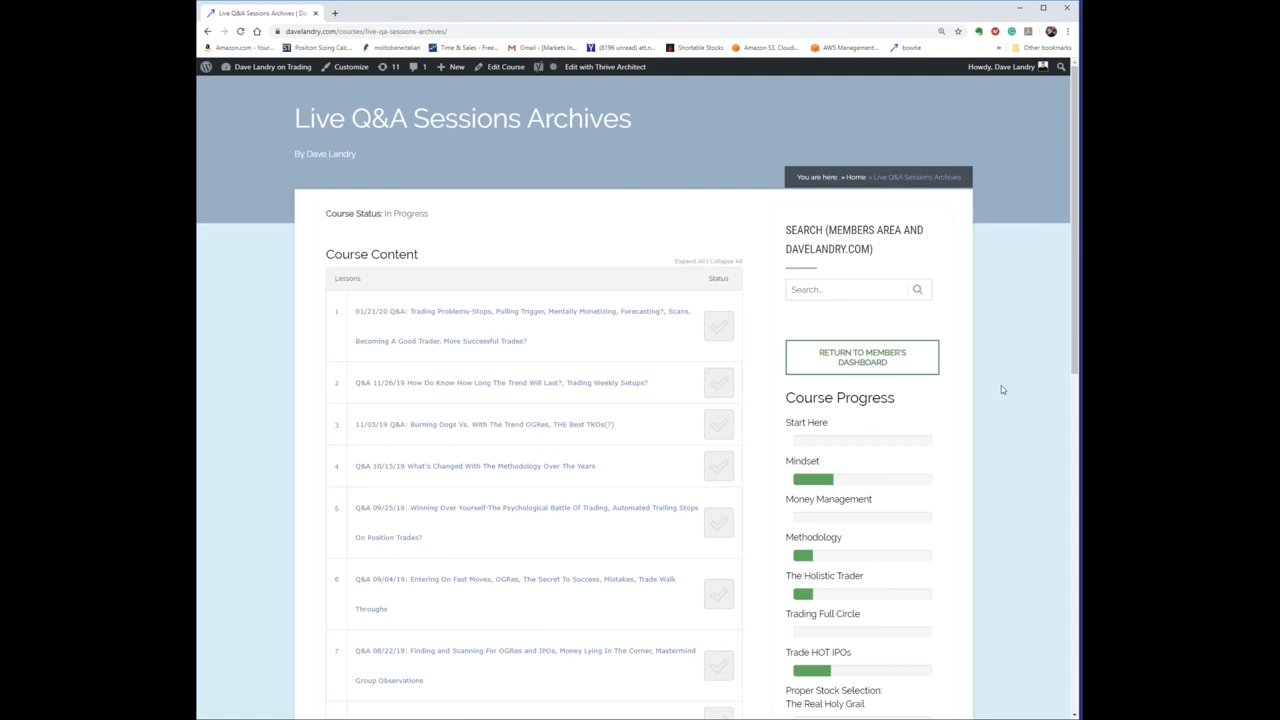 Live Q&A Sessions Archives | Da
davelandry.com/courses/live-qa-sessions-archives/
Amazon.com - Your...
Position Sizing Calc...
moltobeneitalian
Time & Sales - Free...
Gmail - [Markets lo...
(8196 unread) att.n...
Shortable Stocks
Amazon S3, Cloud...
AWS Management...
bowtie
»
Other bookmarks
Dave Landry on Trading
Customize
11
1
New
Edit Course
Edit with Thrive Architect
Howdy, Dave Landry
Live Q&A Sessions Archives
By Dave Landry
You are here: » Home » Live Q&A Sessions Archives
Course Status: In Progress
Course Content
Expand All | Collapse All
Lessons
Status
1
01/21/20 Q&A: Trading Problems-Stops, Pulling Trigger, Mentally Monetizing, Forecasting?, Scans,
Becoming A Good Trader, More Successful Trades?
2
Q&A 11/26/19 How Do Know How Long The Trend Will Last?, Trading Weekly Setups?
3
11/05/19 Q&A: Burning Dogs Vs. With The Trend OGRes, THE Best TKOs(?)
4
Q&A 10/15/19 What's Changed With The Methodology Over The Years
5
Q&A 09/25/19: Winning Over Yourself-The Psychological Battle Of Trading, Automated Trailing Stops
On Position Trades?
6
Q&A 09/04/19: Entering On Fast Moves, OGRes, The Secret To Success, Mistakes, Trade Walk
Throughs
7
Q&A 08/22/19: Finding and Scanning For OGRes and IPOs, Money Lying In The Corner, Mastermind
Group Observations
SEARCH (MEMBERS AREA AND
DAVELANDRY.COM)
Search...
RETURN TO MEMBER'S
DASHBOARD
Course Progress
Start Here
Mindset
Money Management
Methodology
The Holistic Trader
Trading Full Circle
Trade HOT IPOs
Proper Stock Selection:
The Real Holy Grail